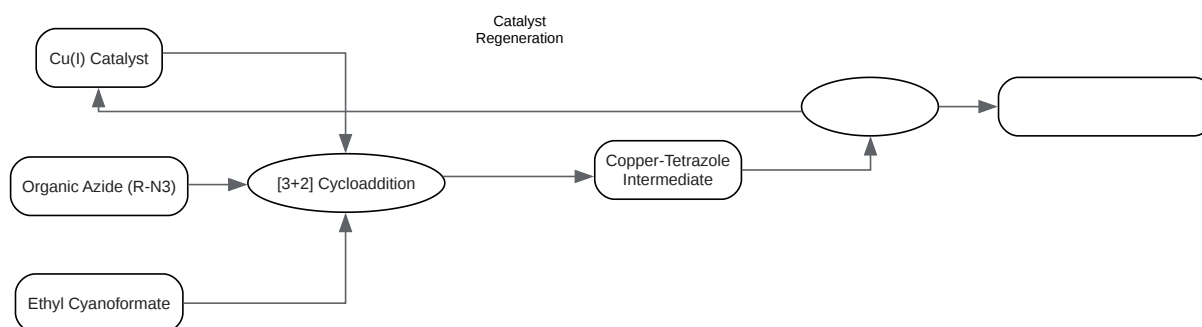 Catalyst
Regeneration
Cu(I) Catalyst
Organic Azide (R-N3)
[3+2] Cycloaddition
Copper-Tetrazole
Intermediate
Ethyl Cyanoformate